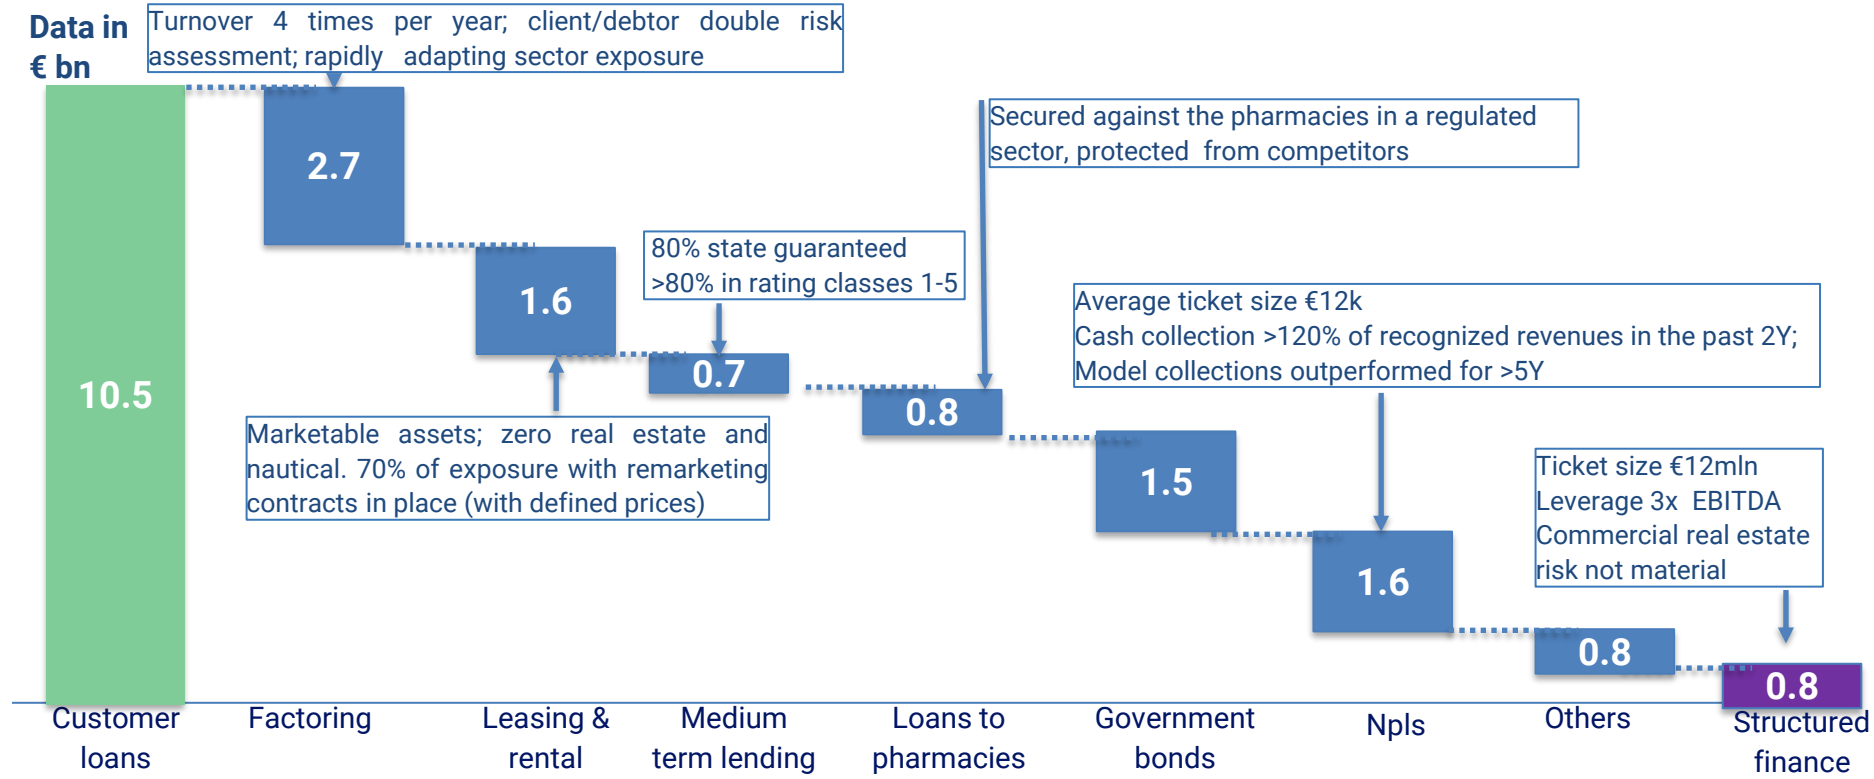 Data in
€ bn
Turnover 4 times per year; client/debtor double risk
assessment; rapidly adapting sector exposure
Secured against the pharmacies in a regulated
sector, protected from competitors
80% state guaranteed
>80% in rating classes 1-5
Average ticket size €12k
Cash collection >120% of recognized revenues in the past 2Y;
Model collections outperformed for >5Y
Marketable assets; zero real estate and
nautical. 70% of exposure with remarketing
contracts in place (with defined prices)
Ticket size €12mln
Leverage 3x EBITDA
Commercial real estate
risk not material
10.5
2.7
1.6
0.7
0.8
1.5
1.6
0.8
0.8
Customer
loans
Factoring
Leasing &
rental
Medium
term lending
Loans to
pharmacies
Government
bonds
Npls
Others
Structured
finance